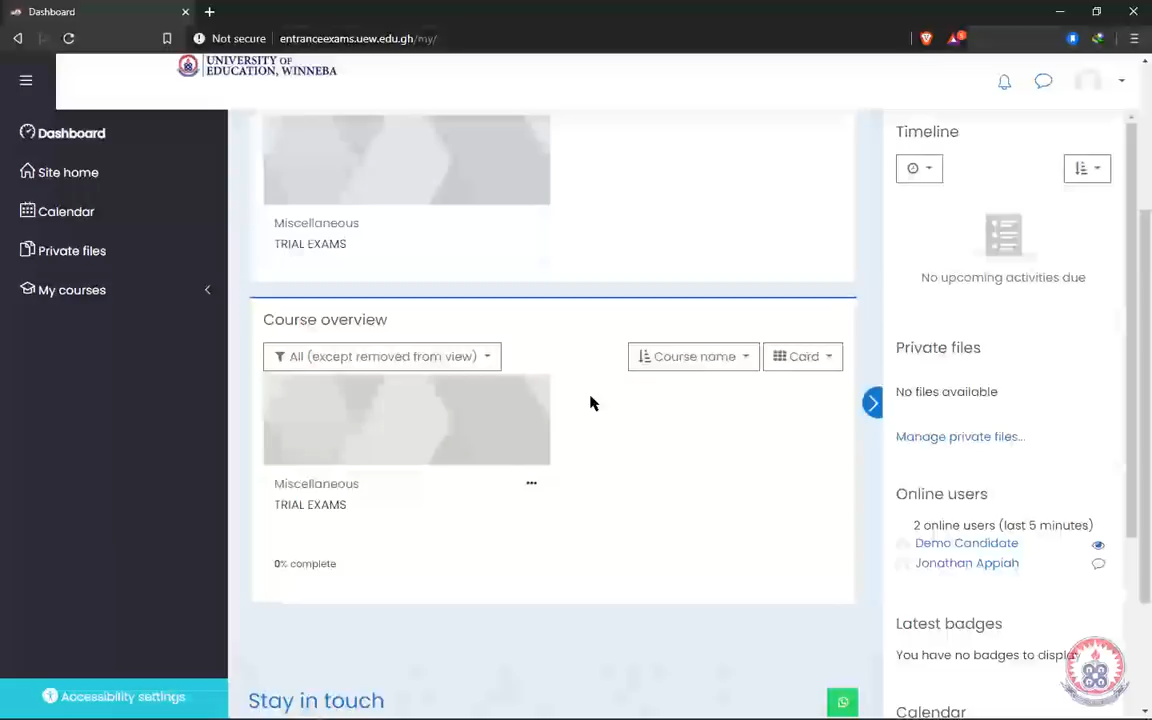 Dashboard
Not secure
entranceexams.uew.edu.gh/my/
UNIVERSITY OF
EDUCATION, WINNEBA
Dashboard
Site home
Calendar
Private files
My courses
Accessibility settings
Miscellaneous
TRIAL EXAMS
Course overview
All (except removed from view)
Course name
Card
Miscellaneous
TRIAL EXAMS
0% complete
Stay in touch
Timeline
No upcoming activities due
Private files
No files available
Manage private files...
Online users
2 online users (last 5 minutes)
Demo Candidate
Jonathan Appiah
Latest badges
You have no badges to display
Calendar